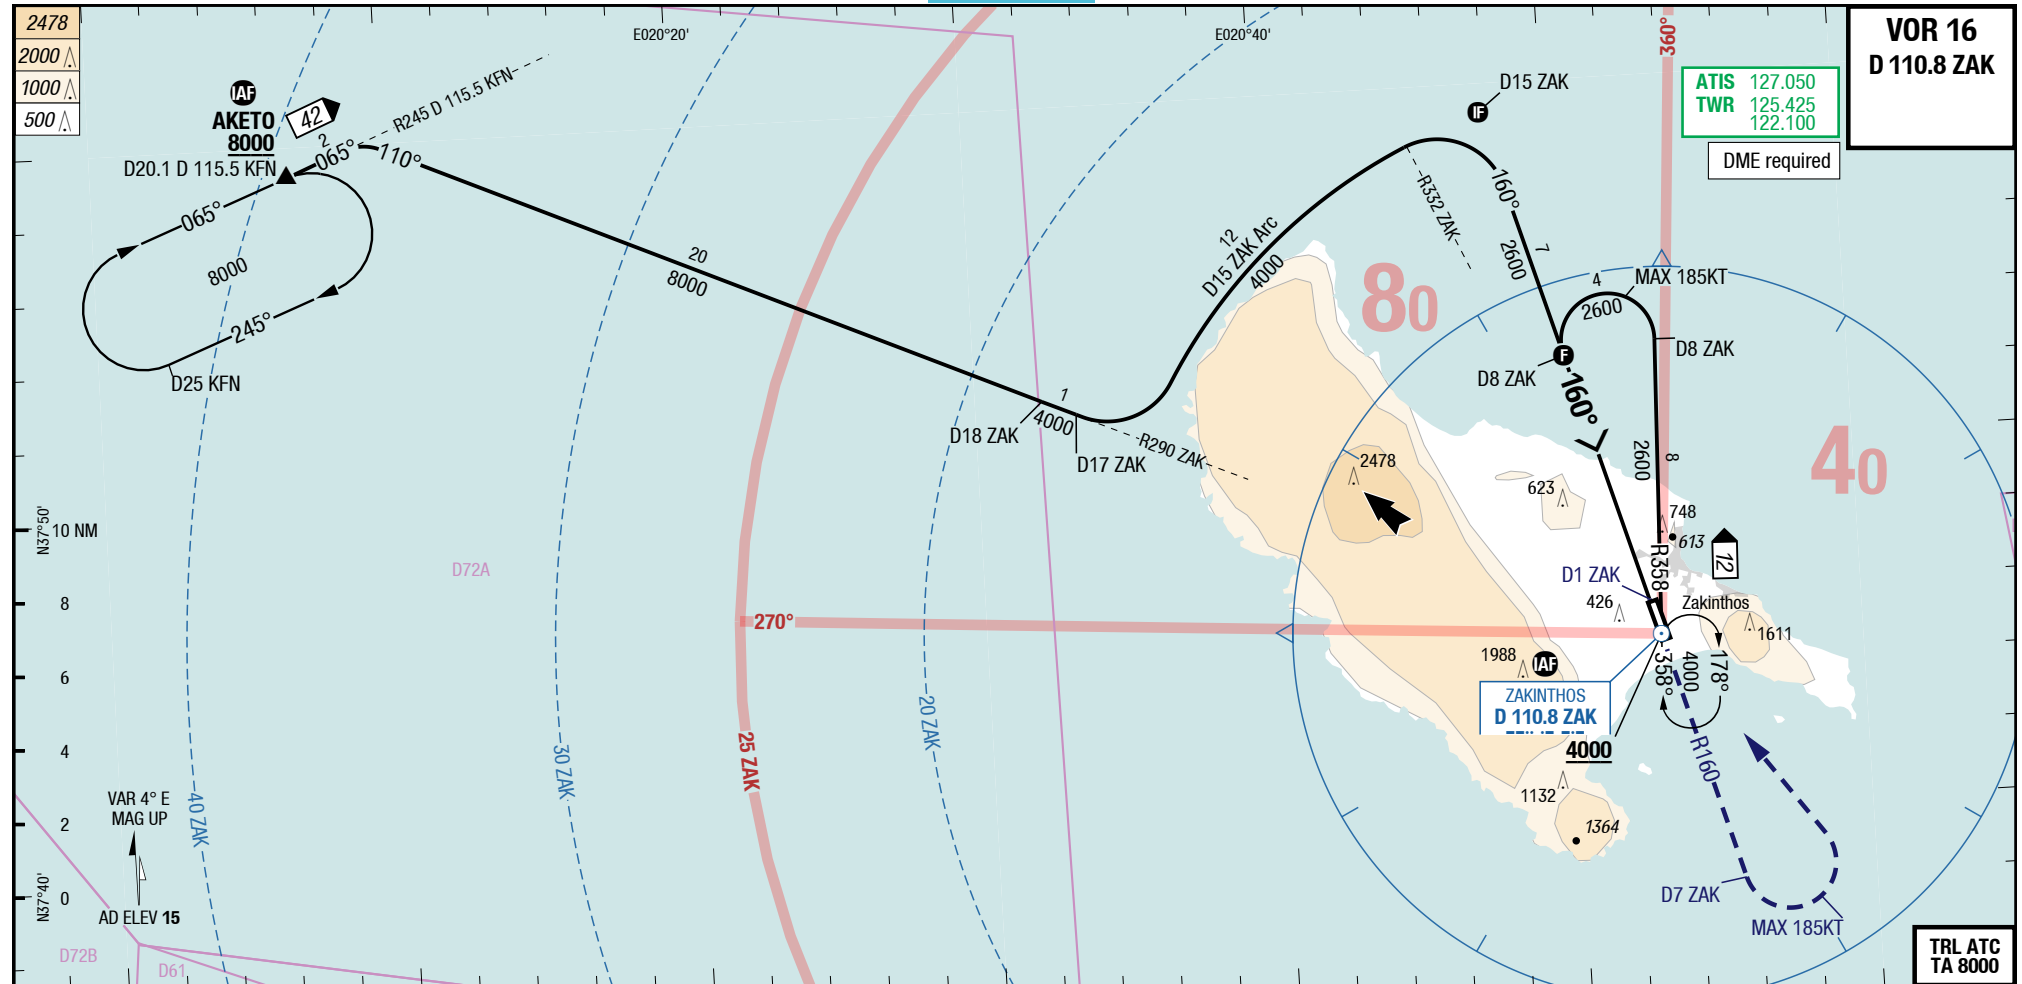 2478
2000
1000
500
E020°20'
E020°40'
360°
VOR 16
D 110.8 ZAK
ATIS 127.050
TWR 125.425
122.100
DME required
IAF
AKETO
8000
42
2
065°
R245 D 115.5 KFN
D20.1 D 115.5 KFN
110°
065°
8000
245°
D25 KFN
20
8000
D15 ZAK
IF
R332 ZAK
160°
7
2600
12
D15 ZAK Arc
4000
80
4
2600
MAX 185KT
D8 ZAK
F
D8 ZAK
160°
1
4000
D18 ZAK
D17 ZAK
R290 ZAK
2478
623
2600
8
40
748
613
12
R358
D1 ZAK
426
Zakinthos
1611
N37°50'
10 NM
8
6
4
2
0
N37°40'
D72A
270°
1988
IAF
ZAKINTHOS
D 110.8 ZAK
4000
358°
4000
178°
R160
1132
1364
D7 ZAK
MAX 185KT
40 ZAK
30 ZAK
25 ZAK
20 ZAK
VAR 4° E
MAG UP
AD ELEV 15
D72B
D61
TRL ATC
TA 8000